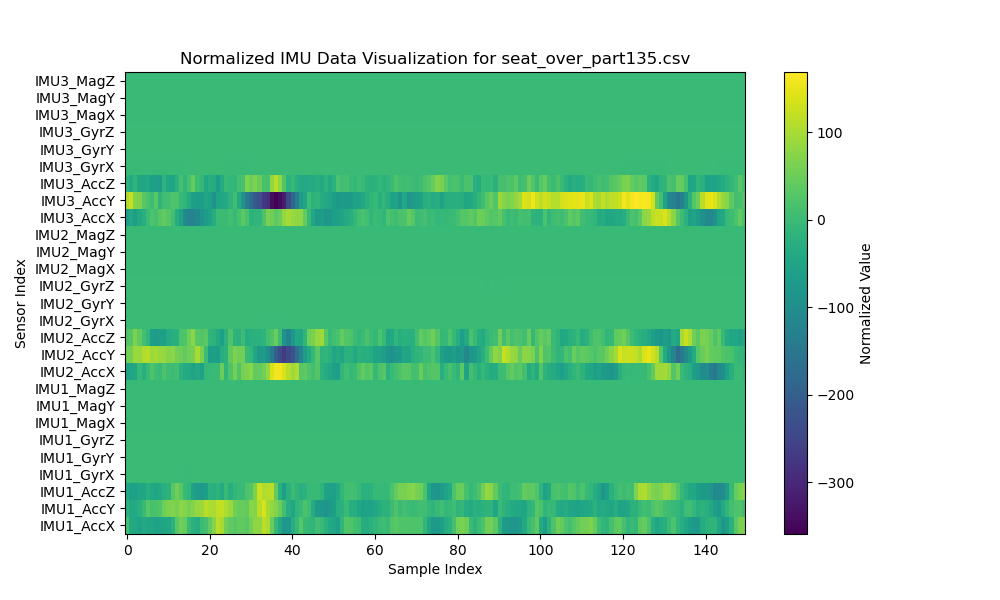 Normalized IMU Data Visualization for seat_over_part135.csv
IMU3_MagZ
IMU3_MagY
IMU3_MagX
IMU3_GyrZ
IMU3_GyrY
IMU3_GyrX
IMU3_AccZ
IMU3_AccY
IMU3_AccX
IMU2_MagZ
IMU2_MagY
IMU2_MagX
IMU2_GyrZ
IMU2_GyrY
IMU2_GyrX
IMU2_AccZ
IMU2_AccY
IMU2_AccX
IMU1_MagZ
IMU1_MagY
IMU1_MagX
IMU1_GyrZ
IMU1_GyrY
IMU1_GyrX
IMU1_AccZ
IMU1_AccY
IMU1_AccX
Sensor Index
0 20 40 60 80 100 120 140
Sample Index
100
0
−100
−200
−300
Normalized Value